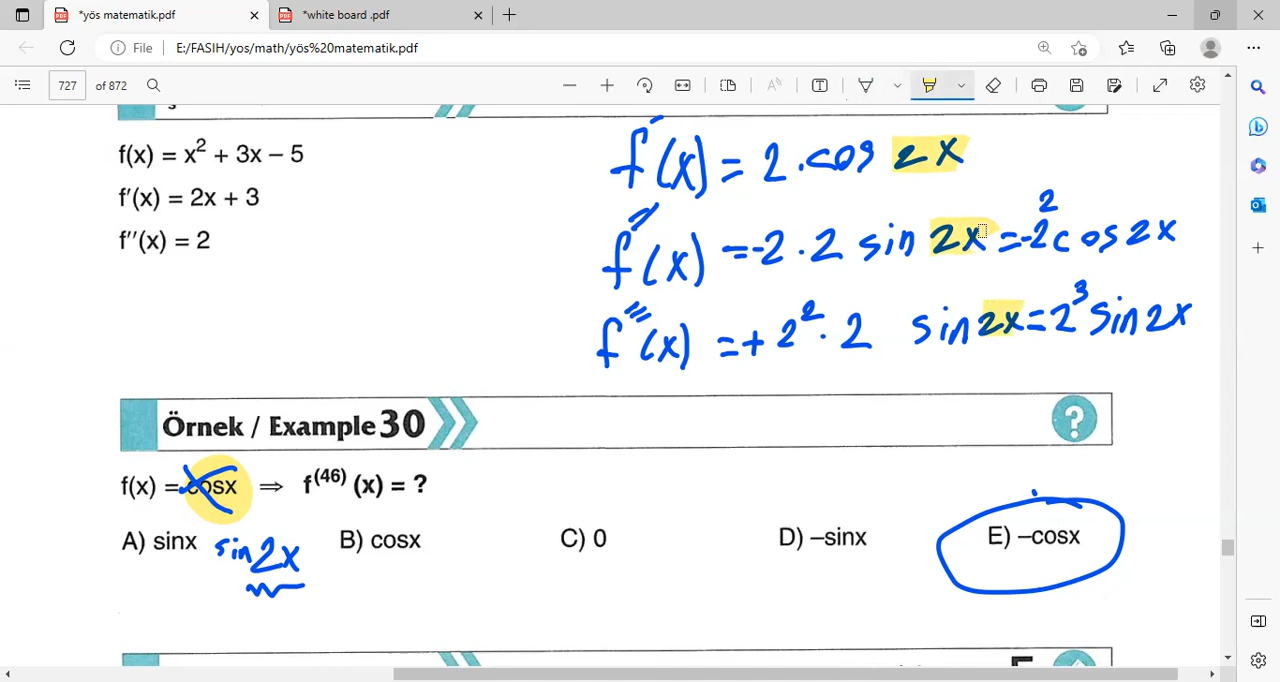 *yös matematik.pdf
*white board .pdf
File E:/FASIH/yos/math/yös%20matematik.pdf
727 of 872
f(x) = x² + 3x – 5
f′(x) = 2x + 3
f′′(x) = 2
f′(x) = 2 . cos 2x
f″(x) = -2 . 2 sin 2x = -2² cos 2x
f‴(x) = + 2² . 2 sin 2x = 2³ sin 2x
Örnek / Example 30
?
f(x) = cosx ⇒ f⁽⁴⁶⁾ (x) = ?
A) sinx B) cosx C) 0 D) –sinx E) –cosx
sin 2x